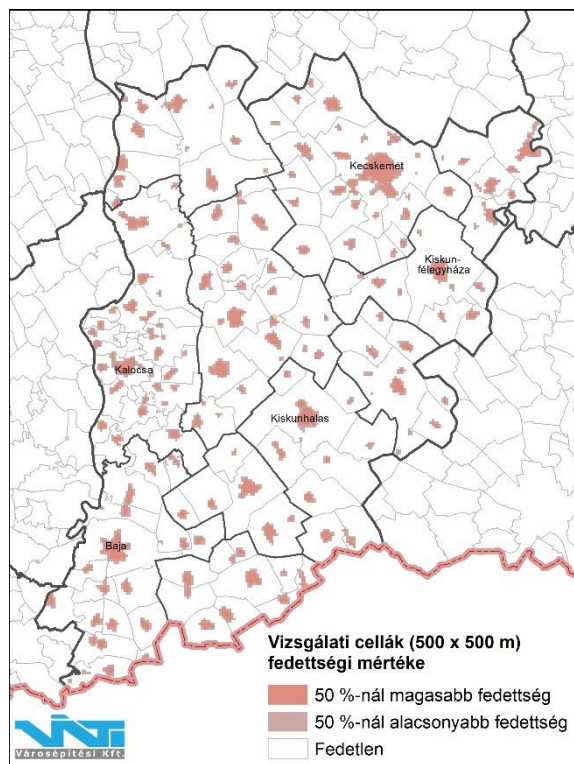 Kecskemét
Kiskun-
félegyháza
Kalocsa
Kiskunhalas
Baja
Vizsgálati cellák (500 x 500 m)
fedettségi mértéke
50 %-nál magasabb fedettség
50 %-nál alacsonyabb fedettség
Fedetlen
VÁTI
Városépítési Kft.